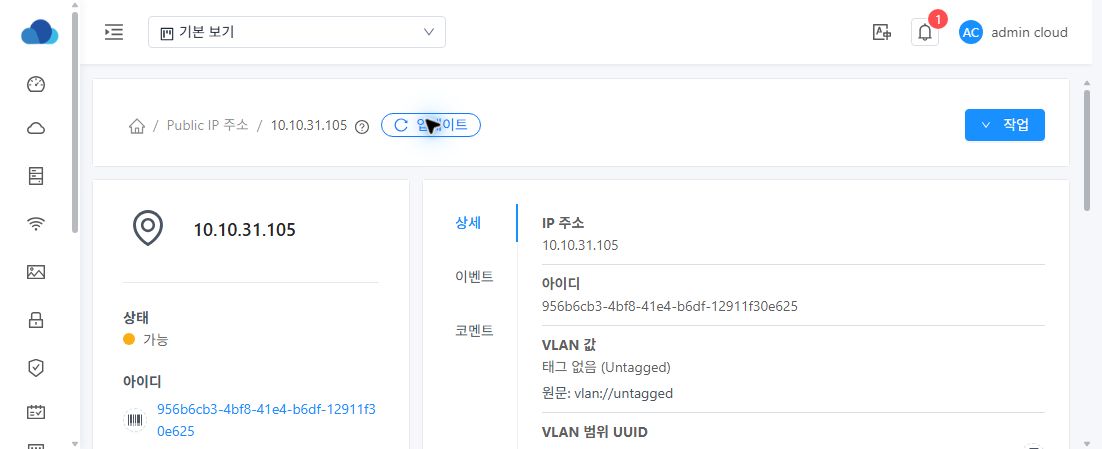 기본 보기
1
AC admin cloud
/ Public IP 주소 / 10.10.31.105
작업
10.10.31.105
상태
가능
아이디
956b6cb3-4bf8-41e4-b6df-12911f3
0e625
상세
이벤트
코멘트
IP 주소
10.10.31.105
아이디
956b6cb3-4bf8-41e4-b6df-12911f30e625
VLAN 값
태그 없음 (Untagged)
원문: vlan://untagged
VLAN 범위 UUID